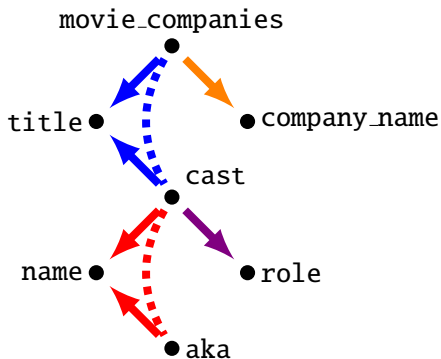 movie_companies
title
company_name
cast
name
role
aka